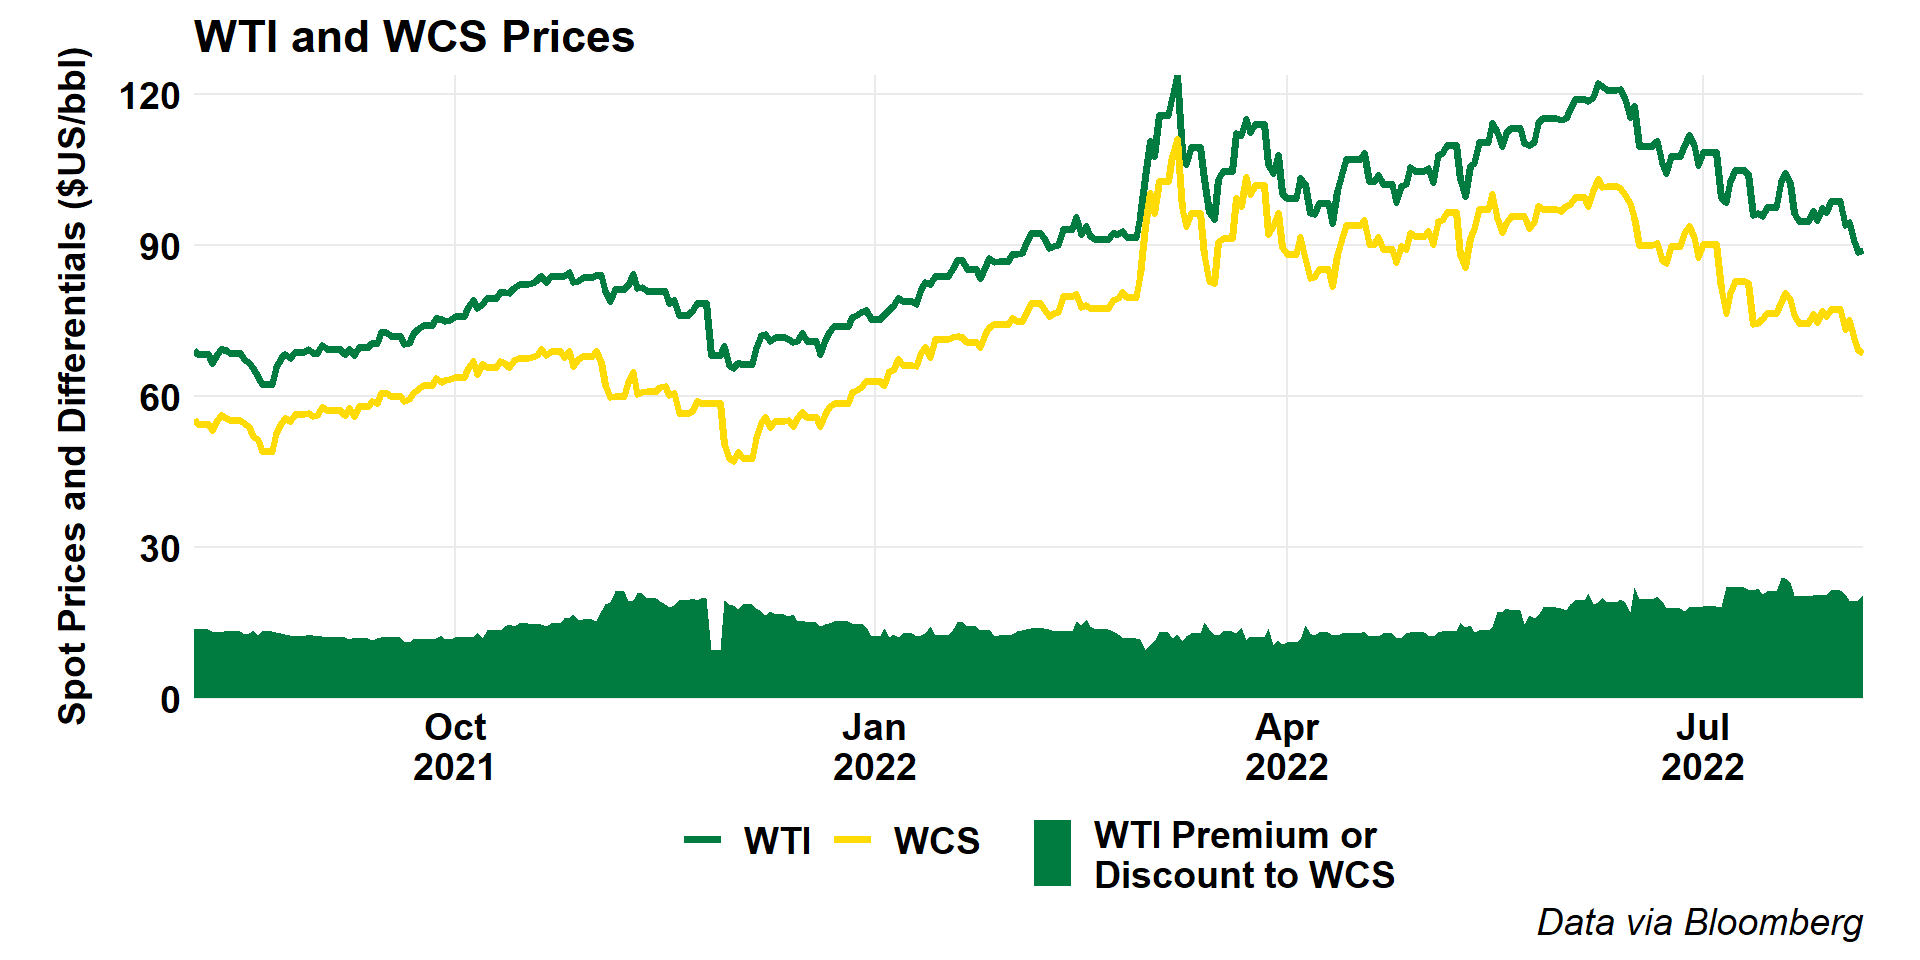 WTI and WCS Prices
Spot Prices and Differentials ($US/bbl)
120
90
60
30
0
Oct
2021
Jan
2022
Apr
2022
Jul
2022
WTI
WCS
WTI Premium or
Discount to WCS
Data via Bloomberg